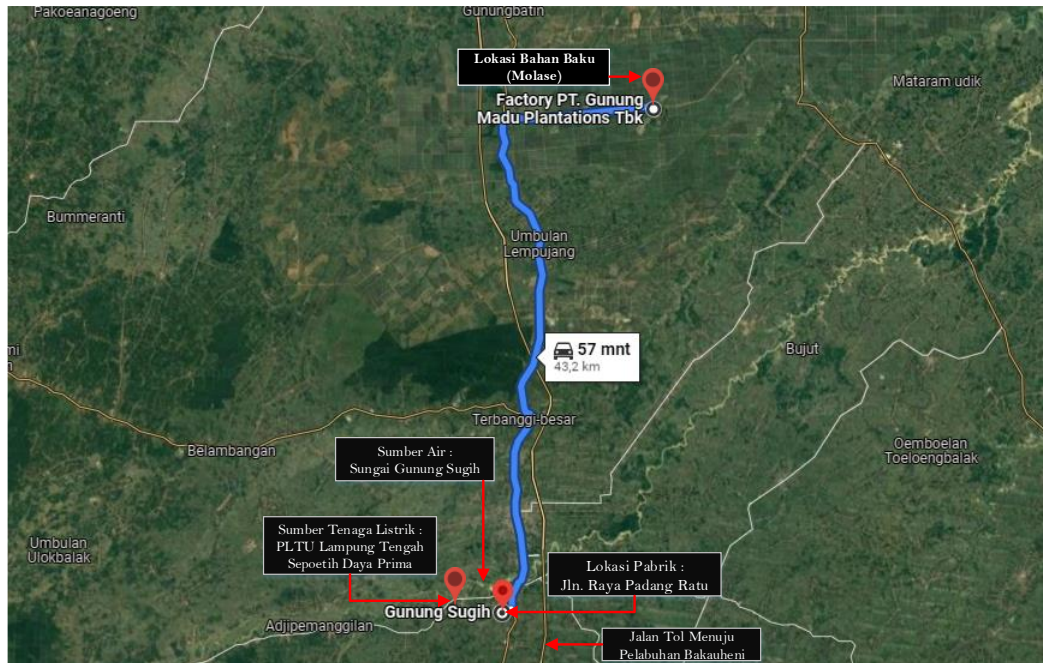 Pakoeanagoeng
Gunungbatin
Lokasi Bahan Baku
(Molase)
Mataram udik
Factory PT. Gunung
Madu Plantations Tbk
Bummeranti
Umbulan
Lempujang
57 mnt
43,2 km
Bujut
Terbanggi-besar
Belambangan
Oemboelan
Toeloengbalak
Sumber Air :
Sungai Gunung Sugih
Sumber Tenaga Listrik :
PLTU Lampung Tengah
Sepoetih Daya Prima
Umbulan
Ulokbalak
Lokasi Pabrik :
Jln. Raya Padang Ratu
Gunung Sugih
Adjipemanggilan
Jalan Tol Menuju
Pelabuhan Bakauheni